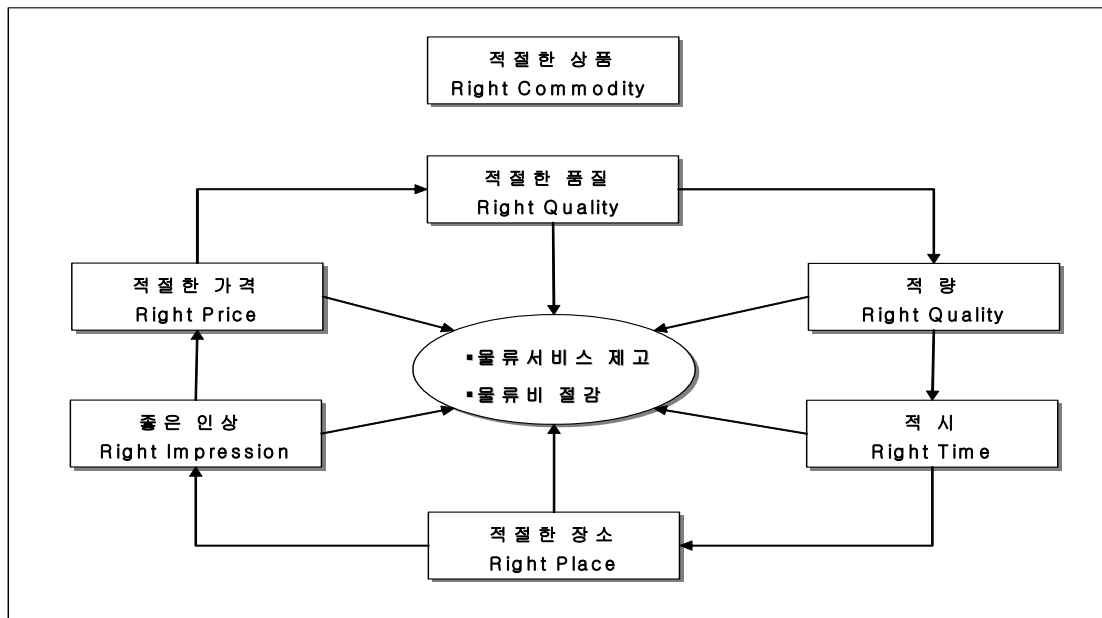 적절한 상품
Right Commodity
적절한 품질
Right Quality
적절한 가격
Right Price
적 량
Right Quality
▪물류서비스 제고
▪물류비 절감
좋은 인상
Right Impression
적 시
Right Time
적절한 장소
Right Place